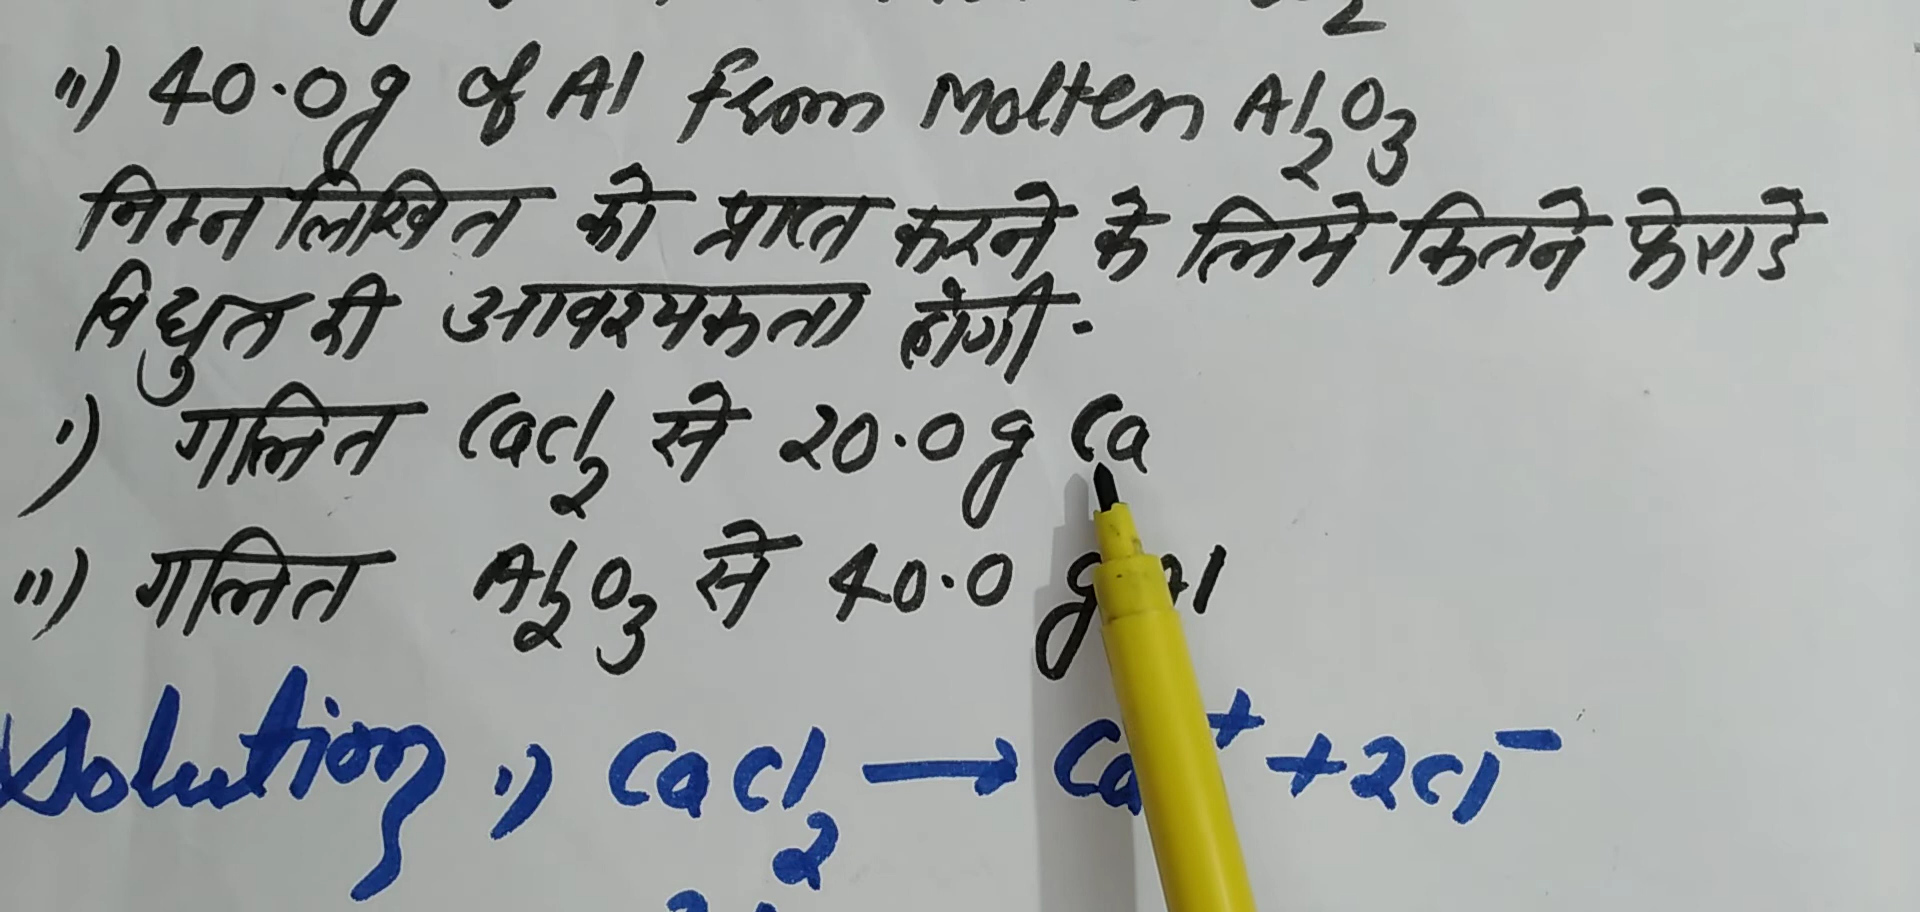 ii) 40.0g of Al from Molten Al2O3
निम्नलिखित को प्राप्त करने के लिये कितने फैराडे
विद्युत की आवश्यकता होगी.
i) गलित CaCl2 से 20.0 g Ca
ii) गलित Al2O3 से 40.0 g Al
Solution i) CaCl2 → Ca + + 2Cl−